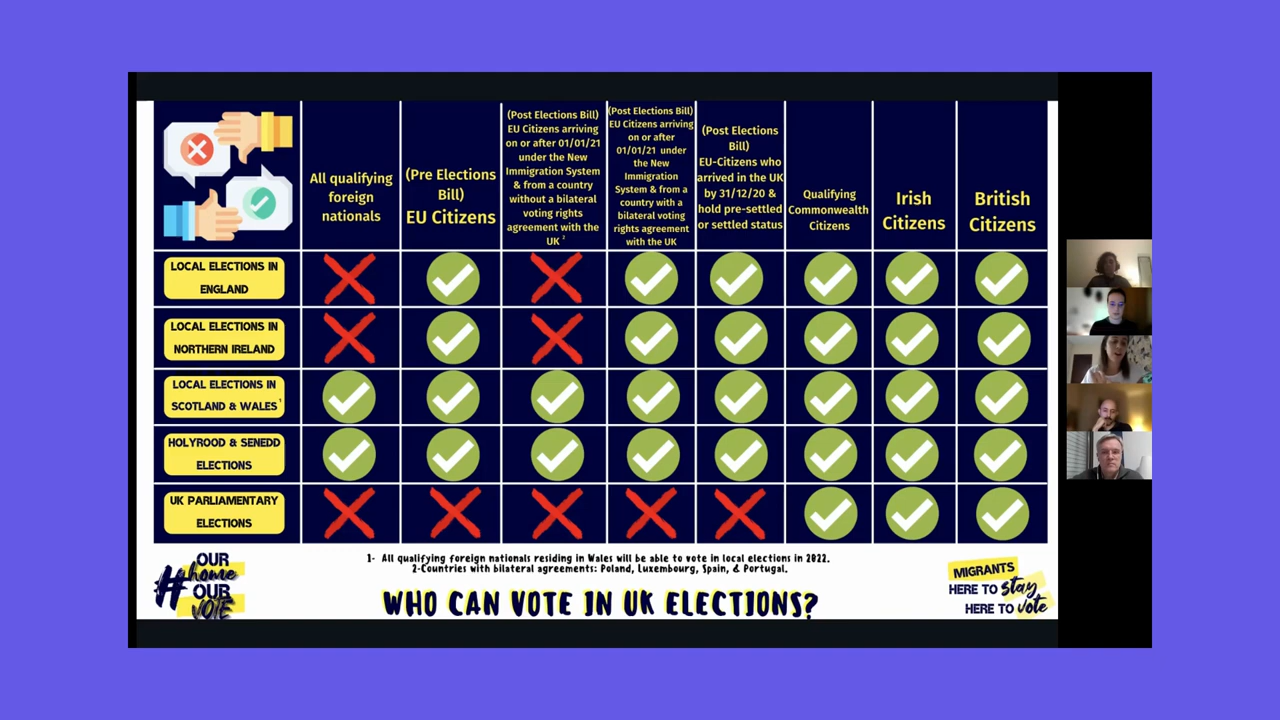 All qualifying
foreign
nationals
(Pre Elections
Bill)
EU Citizens
(Post Elections Bill)
EU Citizens arriving
on or after 01/01/21
under the New
Immigration System
& from a country
without a bilateral
voting rights
agreement with the
UK ²
(Post Elections Bill)
EU Citizens arriving
on or after
01/01/21 under
the New
Immigration
System & from a
country with a
bilateral voting
rights agreement
with the UK
(Post Elections
Bill)
EU-Citizens who
arrived in the UK
by 31/12/20 &
hold pre-settled
or settled status
Qualifying
Commonwealth
Citizens
Irish
Citizens
British
Citizens
LOCAL ELECTIONS IN
ENGLAND
LOCAL ELECTIONS IN
NORTHERN IRELAND
LOCAL ELECTIONS IN
SCOTLAND & WALES¹
HOLYROOD & SENEDD
ELECTIONS
UK PARLIAMENTARY
ELECTIONS
1- All qualifying foreign nationals residing in Wales will be able to vote in local elections in 2022.
2-Countries with bilateral agreements: Poland, Luxembourg, Spain, & Portugal.
WHO CAN VOTE IN UK ELECTIONS?
#OUR
home
OUR
VOTE
MIGRANTS
HERE TO stay
HERE TO vote